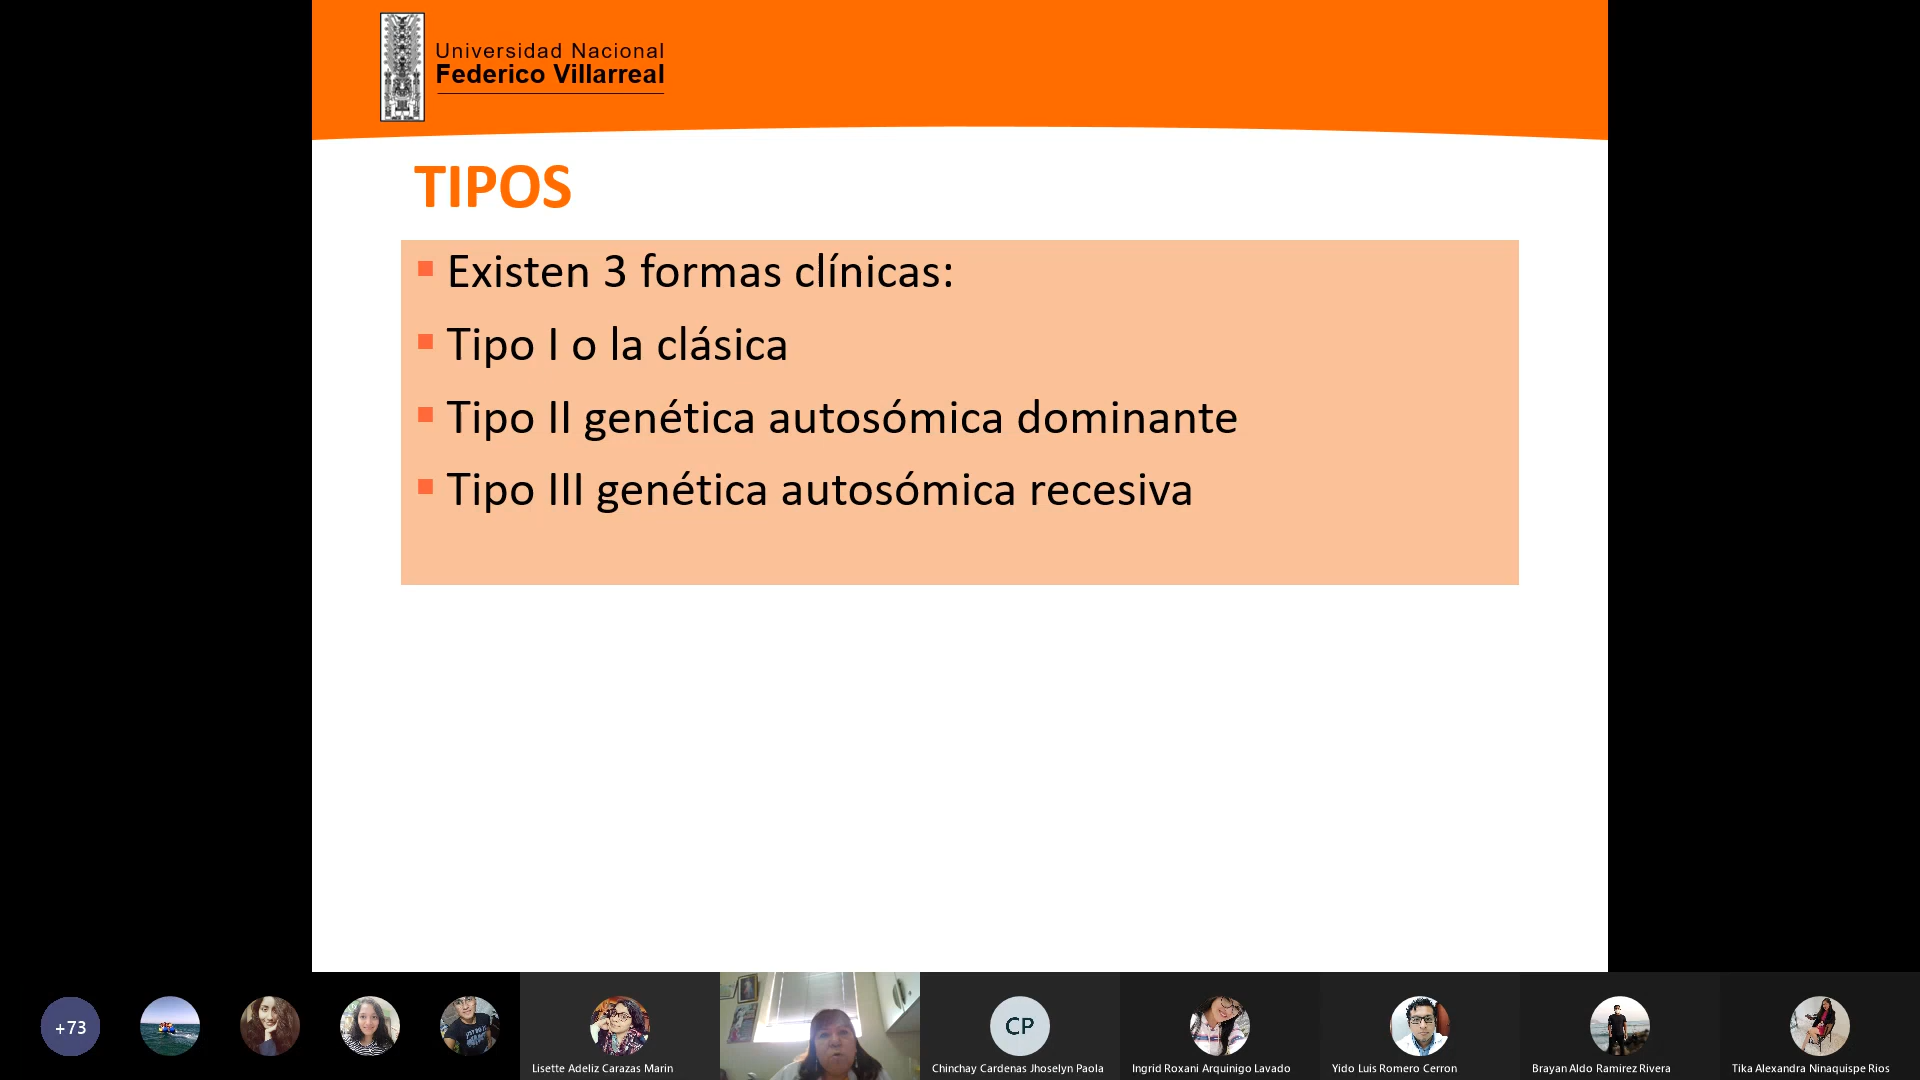 Universidad Nacional
Federico Villarreal
TIPOS
Existen 3 formas clínicas:
Tipo I o la clásica
Tipo II genética autosómica dominante
Tipo III genética autosómica recesiva
+73
CP
Lisette Adeliz Carazas Marin
Chinchay Cardenas Jhoselyn Paola
Ingrid Roxani Arquinigo Lavado
Yido Luis Romero Cerron
Brayan Aldo Ramirez Rivera
Tika Alexandra Ninaquispe Rios